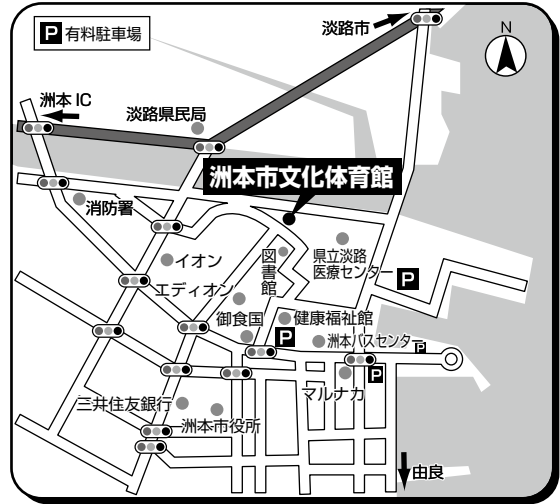 P 有料駐車場
淡路市
N
洲本 IC
淡路県民局
洲本市文化体育館
消防署
イオン
図書館
県立淡路
医療センター
P
エディオン
御食国
健康福祉館
P
洲本バスセンター
P
P
マルナカ
三井住友銀行
洲本市役所
由良